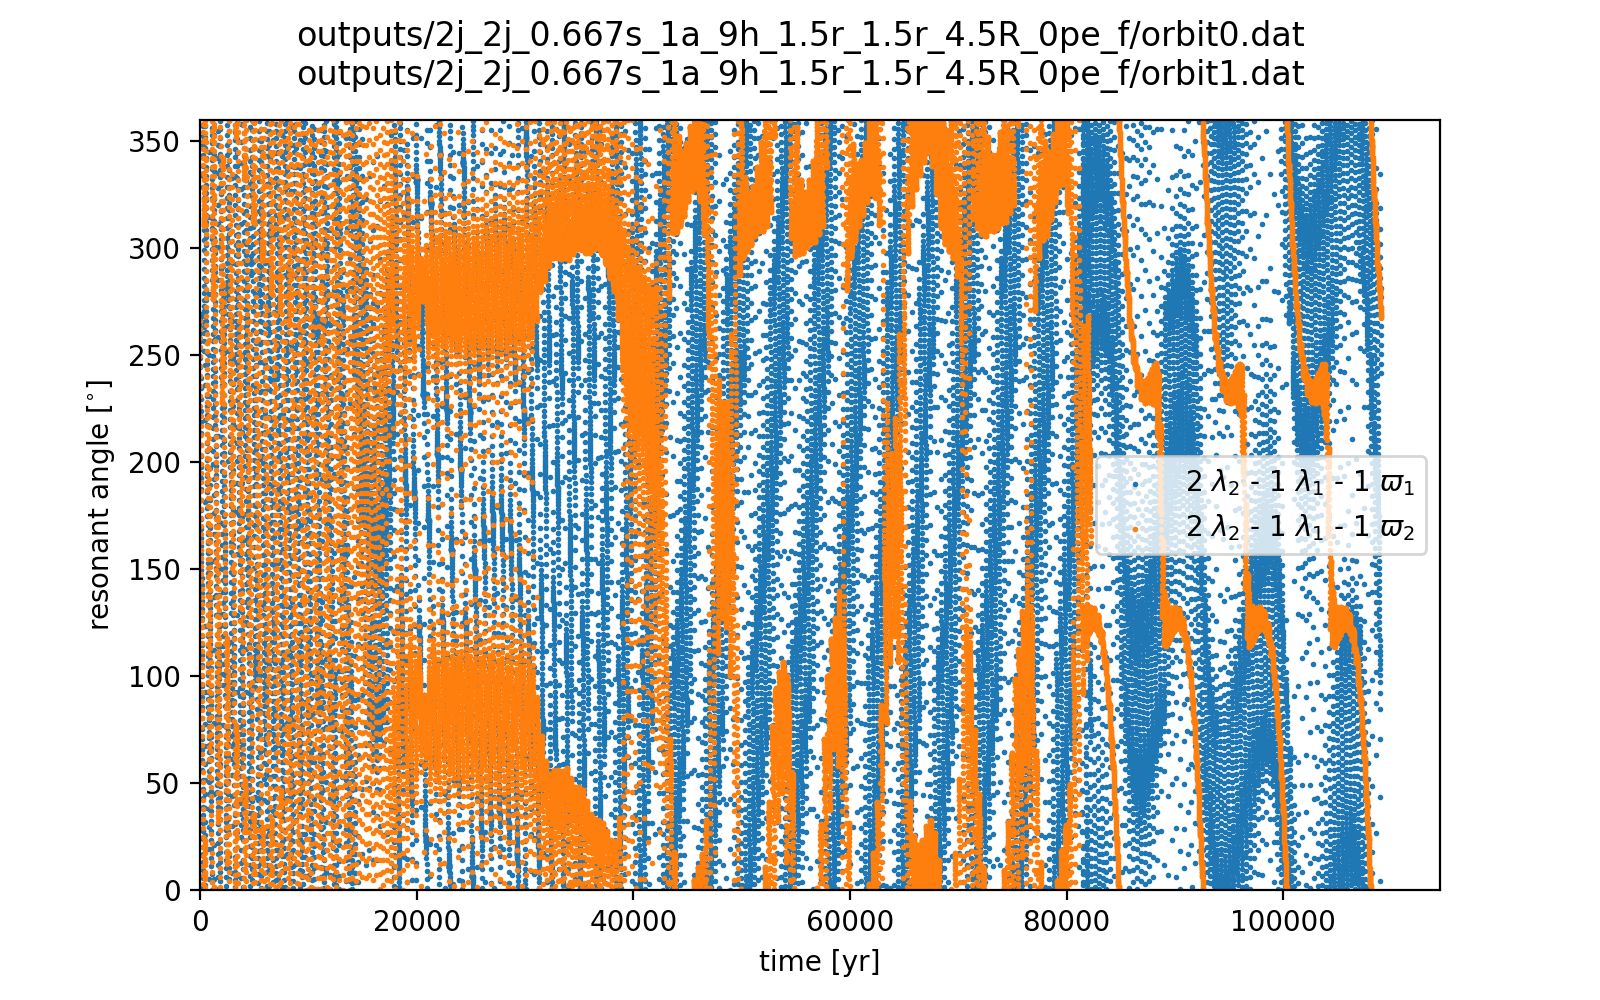 outputs/2j_2j_0.667s_1a_9h_1.5r_1.5r_4.5R_0pe_f/orbit0.dat
outputs/2j_2j_0.667s_1a_9h_1.5r_1.5r_4.5R_0pe_f/orbit1.dat
350
300
250
200
150
100
50
0
resonant angle [°]
2 λ₂ - 1 λ₁ - 1 ϖ₁
2 λ₂ - 1 λ₁ - 1 ϖ₂
0 20000 40000 60000 80000 100000
time [yr]